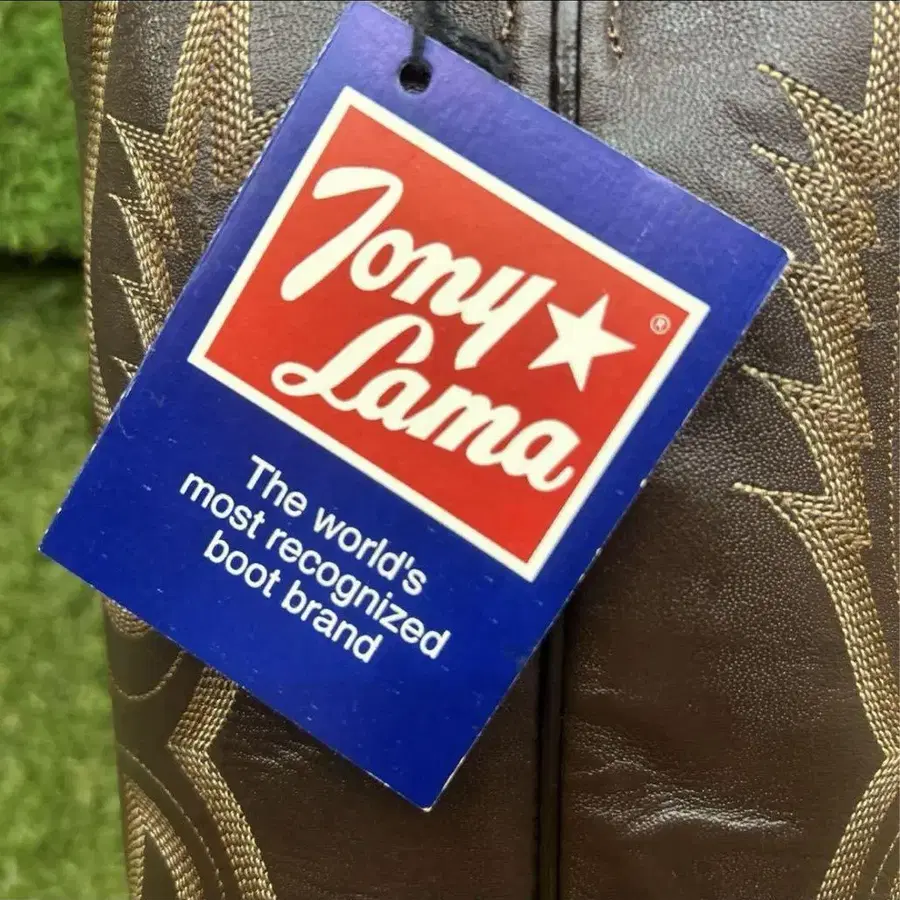 Tony
Lama
®
The world's
most recognized
boot brand